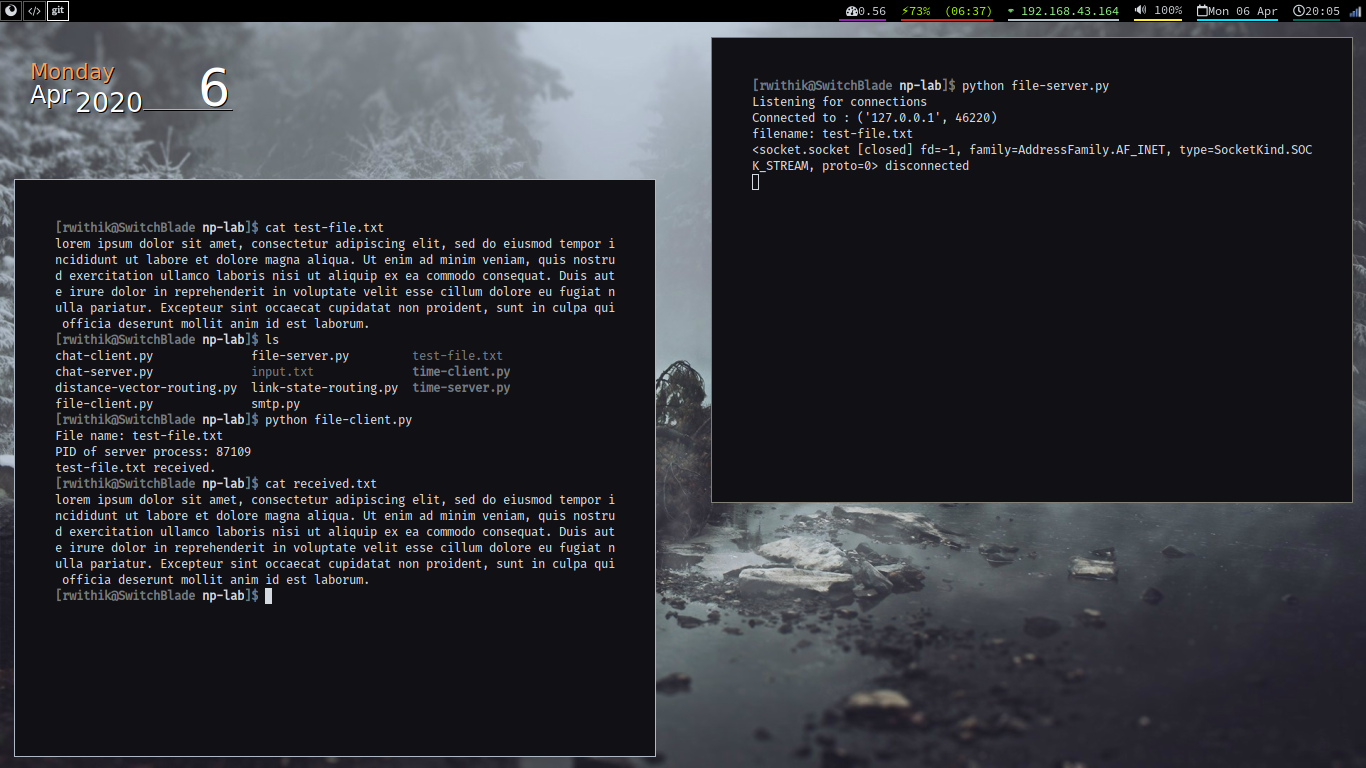 </> git 0.56 ⚡73% (06:37) 192.168.43.164 100% Mon 06 Apr 20:05
Monday
Apr 2020 6
[rwithik@SwitchBlade np-lab]$ cat test-file.txt
lorem ipsum dolor sit amet, consectetur adipiscing elit, sed do eiusmod tempor i
ncididunt ut labore et dolore magna aliqua. Ut enim ad minim veniam, quis nostru
d exercitation ullamco laboris nisi ut aliquip ex ea commodo consequat. Duis aut
e irure dolor in reprehenderit in voluptate velit esse cillum dolore eu fugiat n
ulla pariatur. Excepteur sint occaecat cupidatat non proident, sunt in culpa qui
 officia deserunt mollit anim id est laborum.
[rwithik@SwitchBlade np-lab]$ ls
chat-client.py file-server.py test-file.txt
chat-server.py input.txt time-client.py
distance-vector-routing.py link-state-routing.py time-server.py
file-client.py smtp.py
[rwithik@SwitchBlade np-lab]$ python file-client.py
File name: test-file.txt
PID of server process: 87109
test-file.txt received.
[rwithik@SwitchBlade np-lab]$ cat received.txt
lorem ipsum dolor sit amet, consectetur adipiscing elit, sed do eiusmod tempor i
ncididunt ut labore et dolore magna aliqua. Ut enim ad minim veniam, quis nostru
d exercitation ullamco laboris nisi ut aliquip ex ea commodo consequat. Duis aut
e irure dolor in reprehenderit in voluptate velit esse cillum dolore eu fugiat n
ulla pariatur. Excepteur sint occaecat cupidatat non proident, sunt in culpa qui
 officia deserunt mollit anim id est laborum.
[rwithik@SwitchBlade np-lab]$
[rwithik@SwitchBlade np-lab]$ python file-server.py
Listening for connections
Connected to : ('127.0.0.1', 46220)
filename: test-file.txt
<socket.socket [closed] fd=-1, family=AddressFamily.AF_INET, type=SocketKind.SOC
K_STREAM, proto=0> disconnected